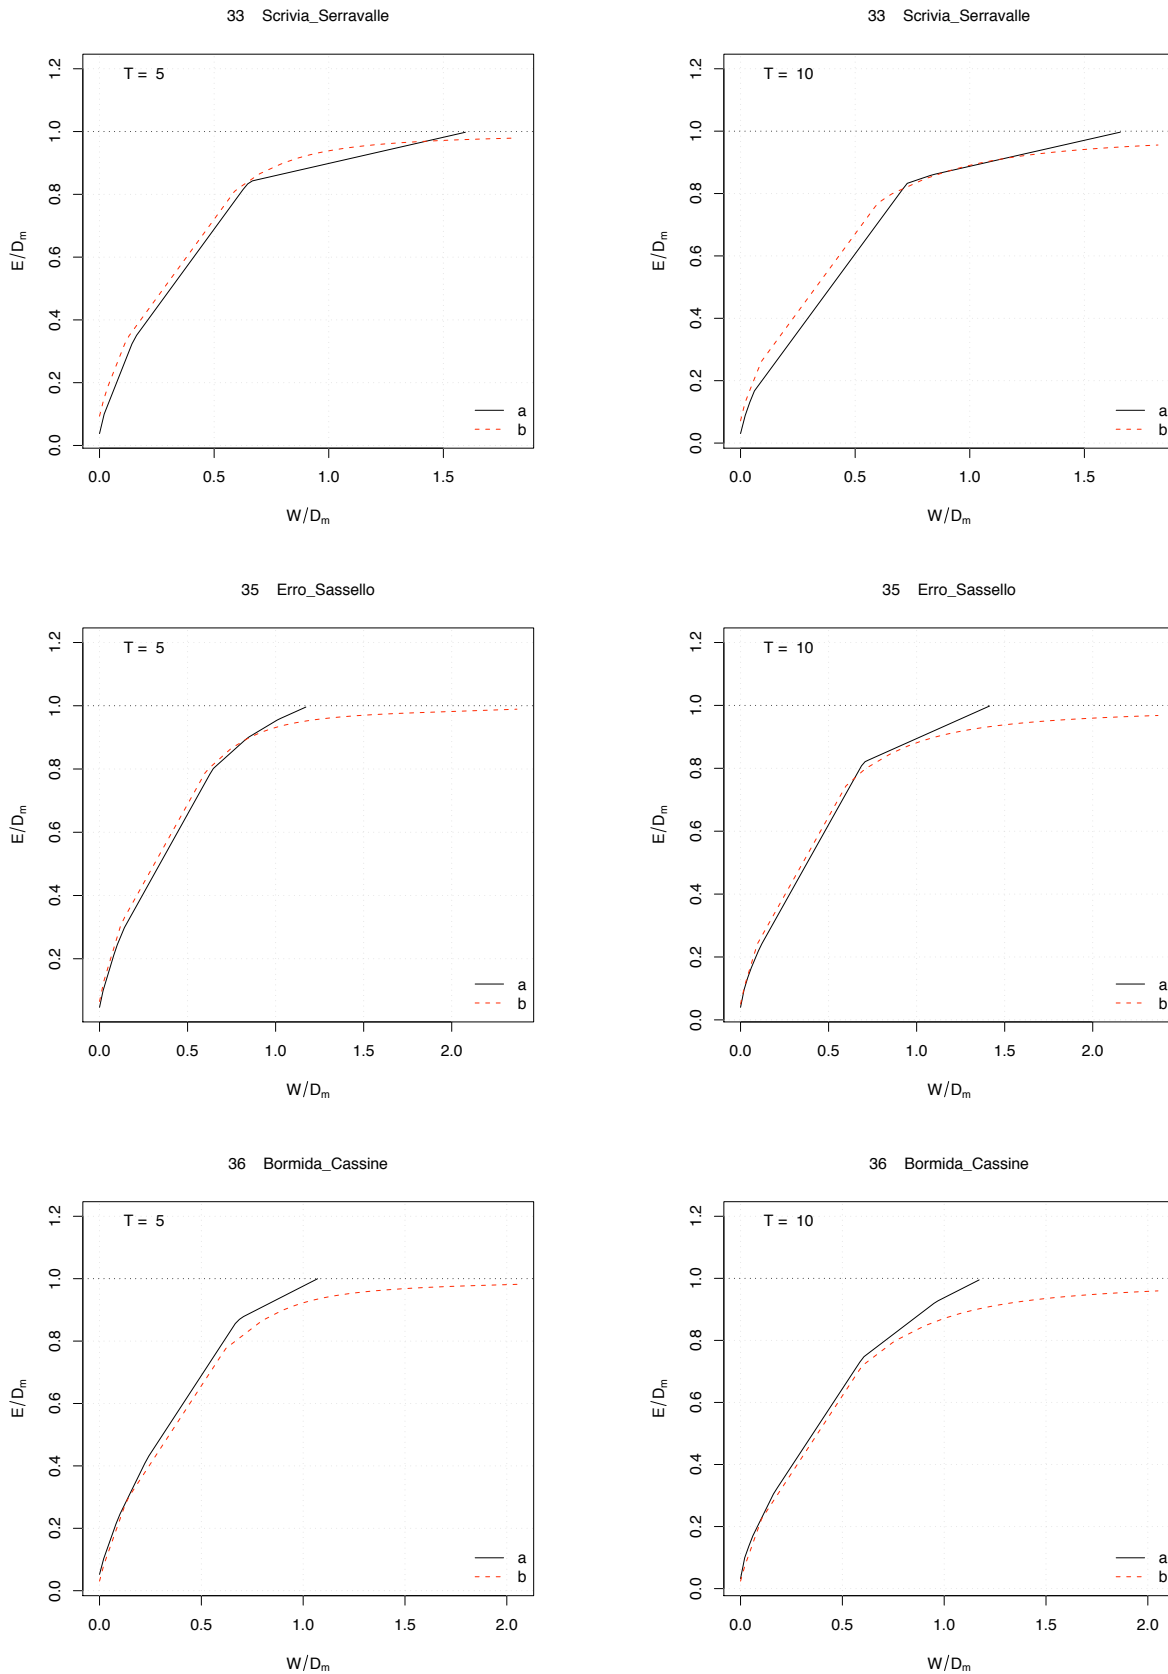 33 Scrivia_Serravalle
T = 5
E/Dm
1.2
1.0
0.8
0.6
0.4
0.2
0.0
a
b
0.0 0.5 1.0 1.5
W/Dm
33 Scrivia_Serravalle
T = 10
E/Dm
1.2
1.0
0.8
0.6
0.4
0.2
0.0
a
b
0.0 0.5 1.0 1.5
W/Dm
35 Erro_Sassello
T = 5
E/Dm
1.2
1.0
0.8
0.6
0.4
0.2
a
b
0.0 0.5 1.0 1.5 2.0
W/Dm
35 Erro_Sassello
T = 10
E/Dm
1.2
1.0
0.8
0.6
0.4
0.2
0.0
a
b
0.0 0.5 1.0 1.5 2.0
W/Dm
36 Bormida_Cassine
T = 5
E/Dm
1.2
1.0
0.8
0.6
0.4
0.2
0.0
a
b
0.0 0.5 1.0 1.5 2.0
W/Dm
36 Bormida_Cassine
T = 10
E/Dm
1.2
1.0
0.8
0.6
0.4
0.2
0.0
a
b
0.0 0.5 1.0 1.5 2.0
W/Dm